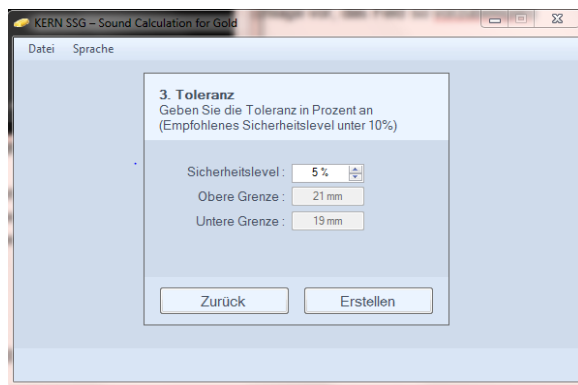 KERN SSG – Sound Calculation for Gold
Datei Sprache
3. Toleranz
Geben Sie die Toleranz in Prozent an
(Empfohlenes Sicherheitslevel unter 10%)
Sicherheitslevel : 5 %
Obere Grenze : 21 mm
Untere Grenze : 19 mm
Zurück Erstellen